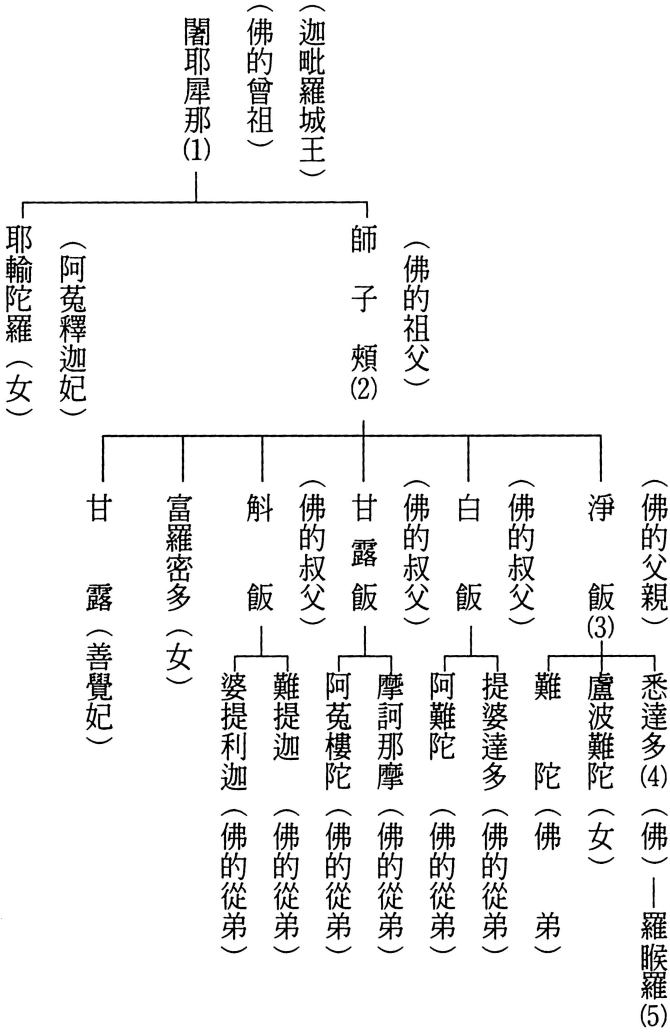 （迦毗羅城王）
（佛的曾祖）
闍耶犀那(1)
（佛的祖父）
師子頰(2)
（阿菟釋迦妃）
耶輸陀羅（女）
（佛的父親）
淨飯(3)
（佛的叔父）
白飯
（佛的叔父）
甘露飯
（佛的叔父）
斛飯
富羅密多（女）
甘露（善覺妃）
悉達多(4)（佛）—羅睺羅(5)
盧波難陀（女）
難陀（佛弟）
提婆達多（佛的從弟）
阿難陀（佛的從弟）
摩訶那摩（佛的從弟）
阿菟樓陀（佛的從弟）
難提迦（佛的從弟）
婆提利迦（佛的從弟）